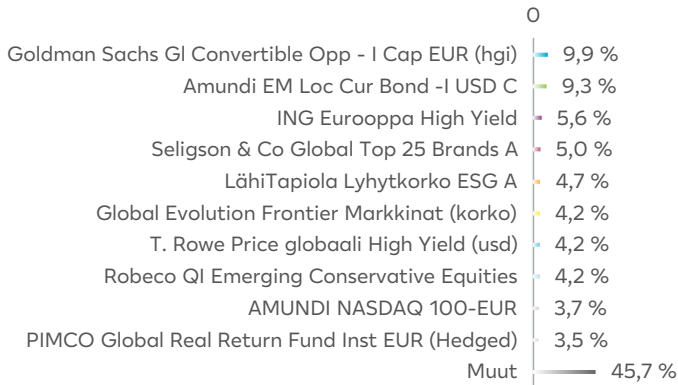 0
Goldman Sachs Gl Convertible Opp - I Cap EUR (hgi) 9,9 %
Amundi EM Loc Cur Bond -I USD C 9,3 %
ING Eurooppa High Yield 5,6 %
Seligson & Co Global Top 25 Brands A 5,0 %
LähiTapiola Lyhytkorko ESG A 4,7 %
Global Evolution Frontier Markkinat (korko) 4,2 %
T. Rowe Price globaali High Yield (usd) 4,2 %
Robeco QI Emerging Conservative Equities 4,2 %
AMUNDI NASDAQ 100-EUR 3,7 %
PIMCO Global Real Return Fund Inst EUR (Hedged) 3,5 %
Muut 45,7 %